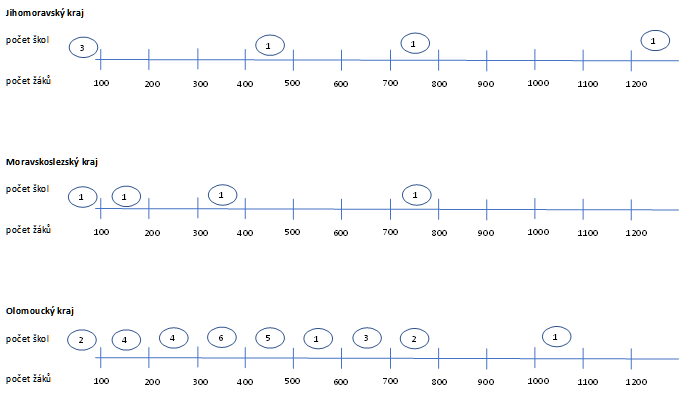 Jihomoravský kraj
počet škol 3 1 1 1
počet žáků 100 200 300 400 500 600 700 800 900 1000 1100 1200
Moravskoslezský kraj
počet škol 1 1 1 1
počet žáků 100 200 300 400 500 600 700 800 900 1000 1100 1200
Olomoucký kraj
počet škol 2 4 4 6 5 1 3 2 1
počet žáků 100 200 300 400 500 600 700 800 900 1000 1100 1200